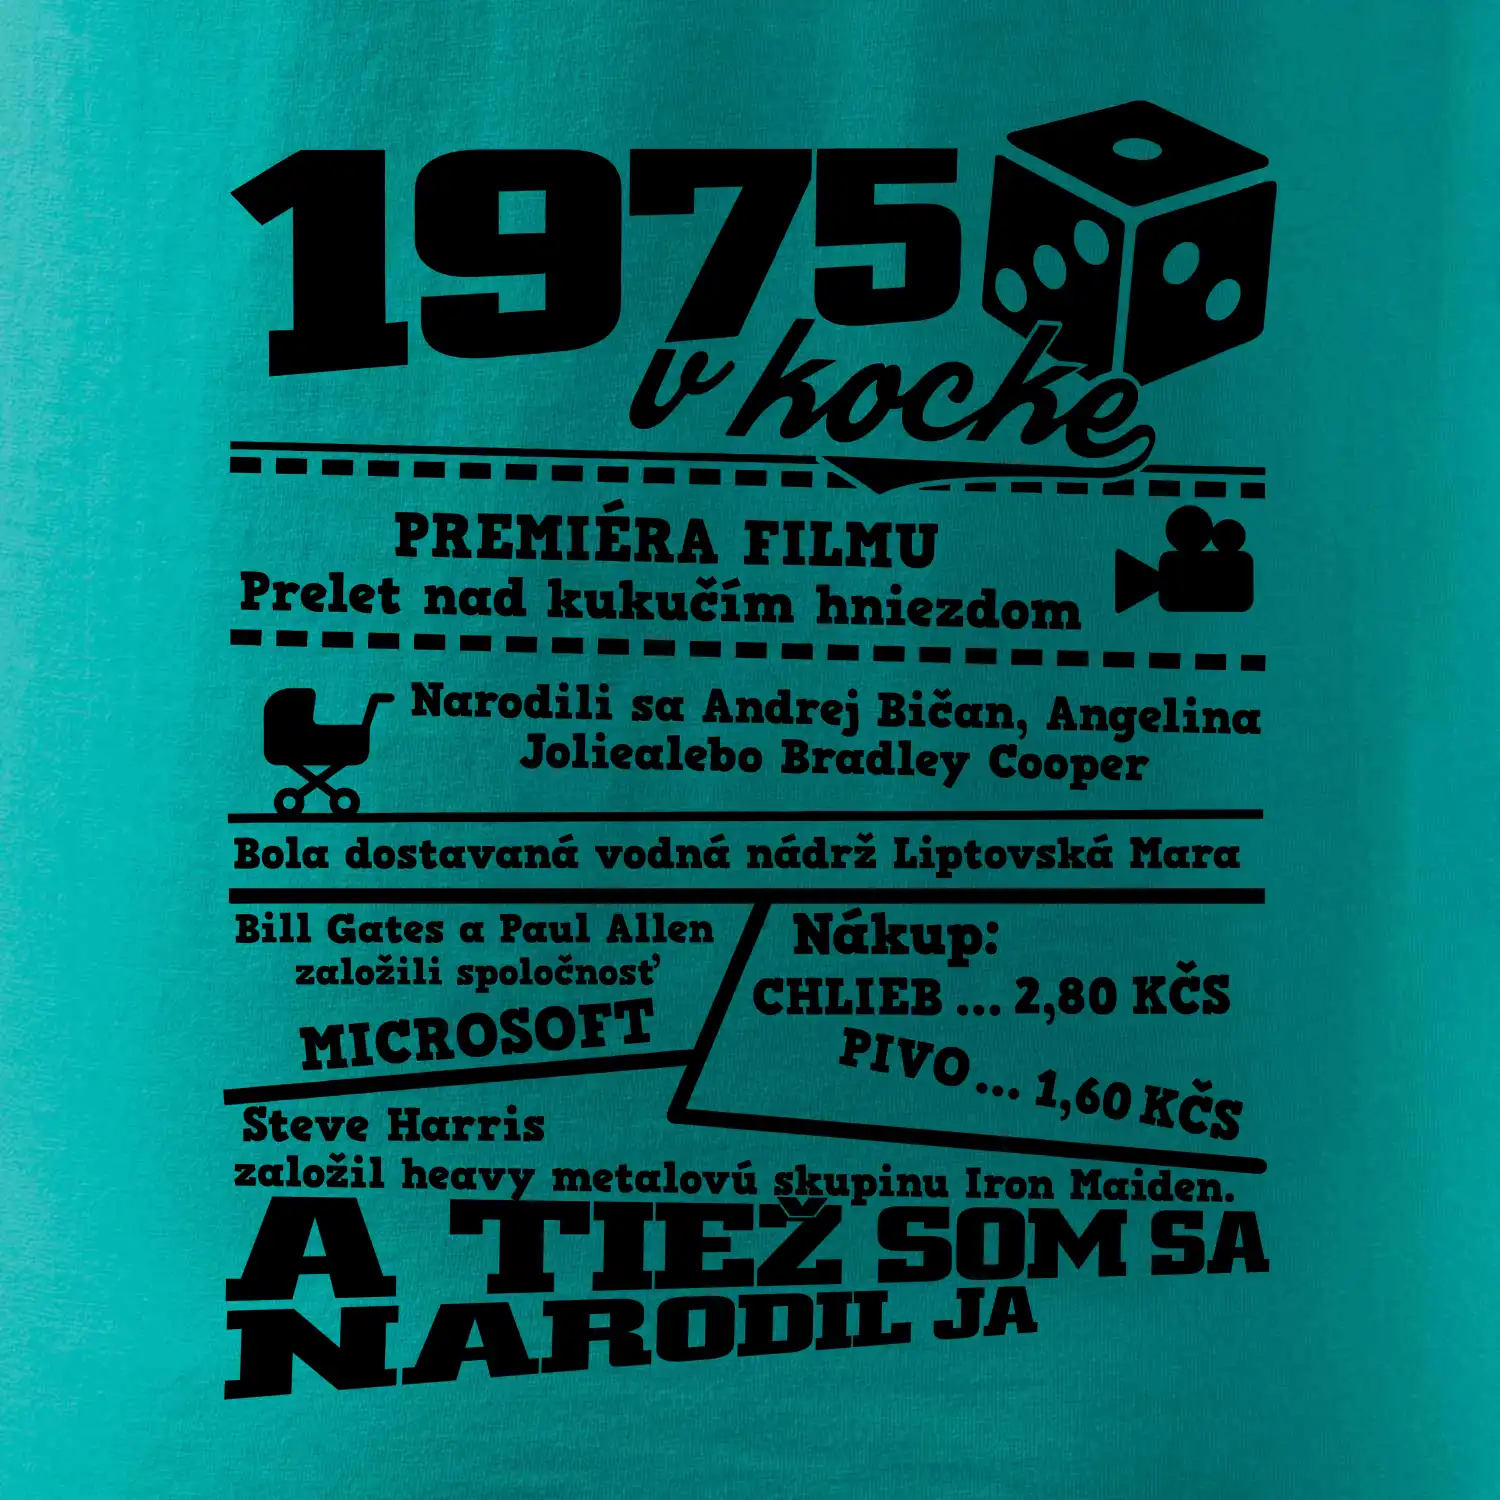 1975
v kocke
PREMIÉRA FILMU
Prelet nad kukučím hniezdom
Narodili sa Andrej Bičan, Angelina
Joliealebo Bradley Cooper
Bola dostavaná vodná nádrž Liptovská Mara
Bill Gates a Paul Allen
založili spoločnosť
MICROSOFT
Nákup:
CHLIEB ... 2,80 KČS
PIVO ... 1,60 KČS
Steve Harris
založil heavy metalovú skupinu Iron Maiden.
A TIEŽ SOM SA
NARODIL JA